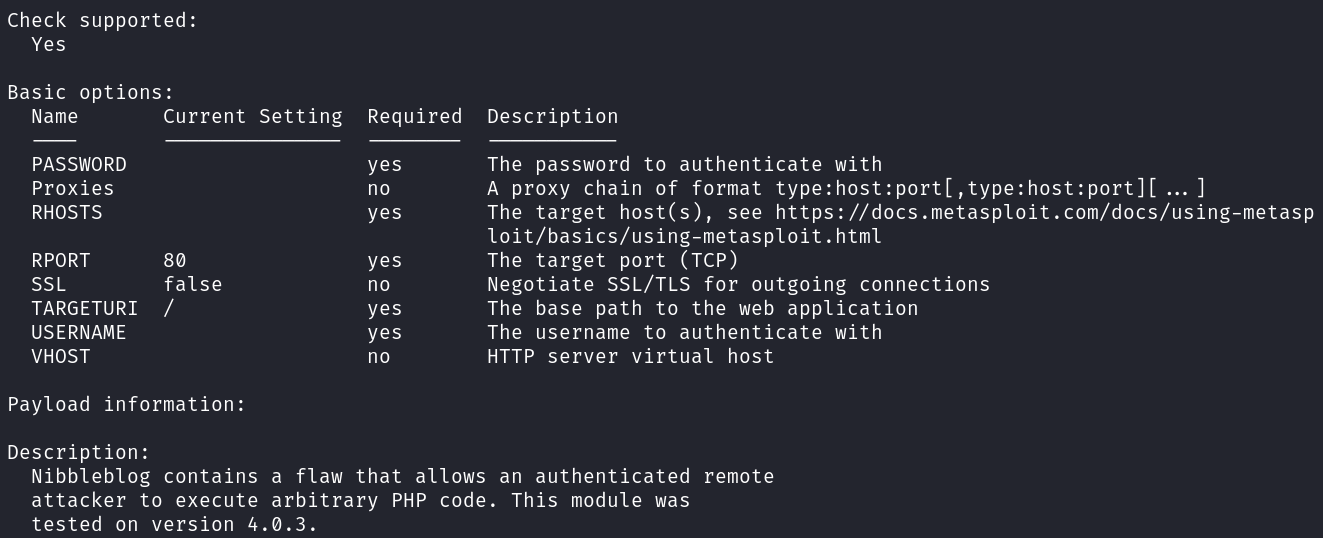 Check supported:
  Yes

Basic options:
  Name       Current Setting  Required  Description
  ----       ---------------  --------  -----------
  PASSWORD                    yes       The password to authenticate with
  Proxies                     no        A proxy chain of format type:host:port[,type:host:port][...]
  RHOSTS                      yes       The target host(s), see https://docs.metasploit.com/docs/using-metasp
                                        loit/basics/using-metasploit.html
  RPORT      80               yes       The target port (TCP)
  SSL        false            no        Negotiate SSL/TLS for outgoing connections
  TARGETURI  /                yes       The base path to the web application
  USERNAME                    yes       The username to authenticate with
  VHOST                       no        HTTP server virtual host

Payload information:

Description:
  Nibbleblog contains a flaw that allows an authenticated remote
  attacker to execute arbitrary PHP code. This module was
  tested on version 4.0.3.